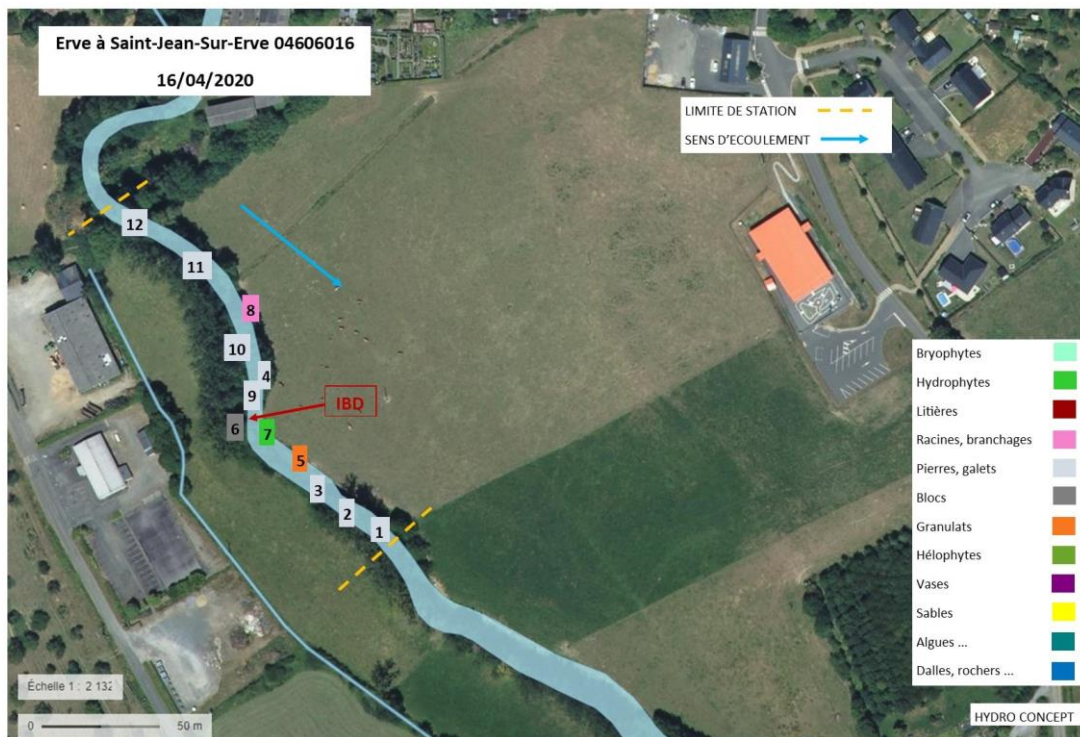 Erve à Saint-Jean-Sur-Erve 04606016
16/04/2020
LIMITE DE STATION
SENS D'ECOULEMENT
12
11
8
10
4
9
IBD
6
7
5
3
2
1
Bryophytes
Hydrophytes
Litières
Racines, branchages
Pierres, galets
Blocs
Granulats
Hélophytes
Vases
Sables
Algues ...
Dalles, rochers ...
Échelle 1 : 2 132
0 50 m
HYDRO CONCEPT